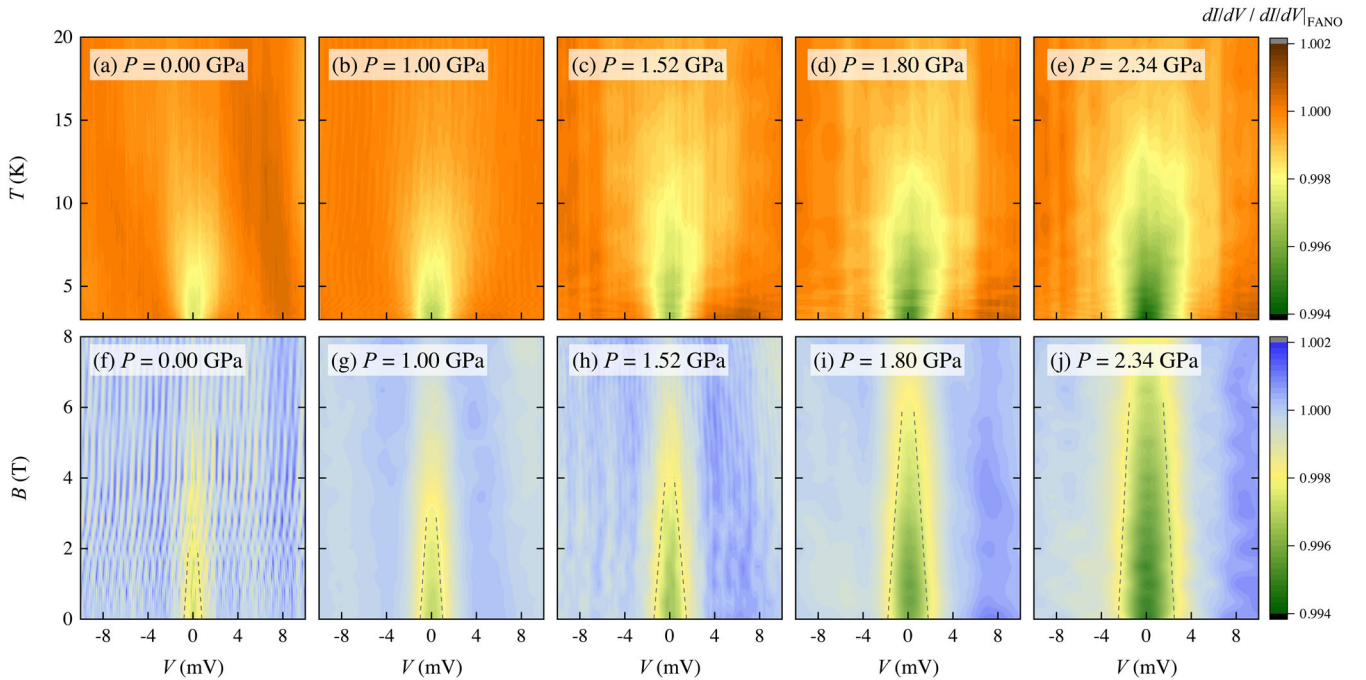 dI/dV / dI/dV|FANO
(a) P = 0.00 GPa
(b) P = 1.00 GPa
(c) P = 1.52 GPa
(d) P = 1.80 GPa
(e) P = 2.34 GPa
20
15
10
5
T (K)
1.002
1.000
0.998
0.996
0.994
(f) P = 0.00 GPa
(g) P = 1.00 GPa
(h) P = 1.52 GPa
(i) P = 1.80 GPa
(j) P = 2.34 GPa
8
6
4
2
0
B (T)
1.002
1.000
0.998
0.996
0.994
-8 -4 0 4 8
-8 -4 0 4 8
-8 -4 0 4 8
-8 -4 0 4 8
-8 -4 0 4 8
V (mV)
V (mV)
V (mV)
V (mV)
V (mV)